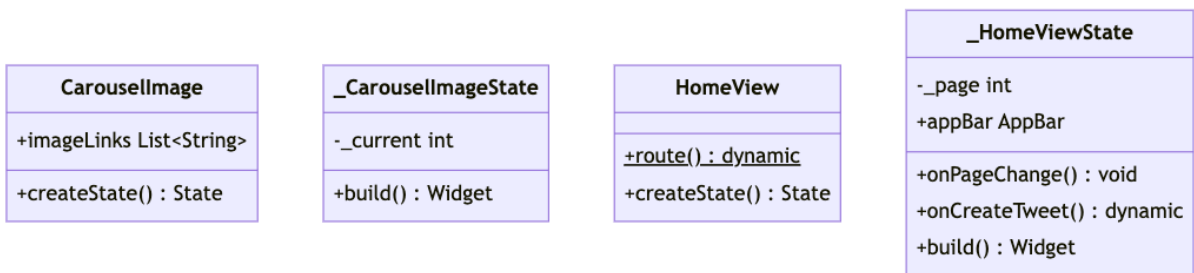 CarouselImage
+imageLinks List<String>
+createState() : State
_CarouselImageState
-_current int
+build() : Widget
HomeView
+route() : dynamic
+createState() : State
_HomeViewState
-_page int
+appBar AppBar
+onPageChange() : void
+onCreateTweet() : dynamic
+build() : Widget